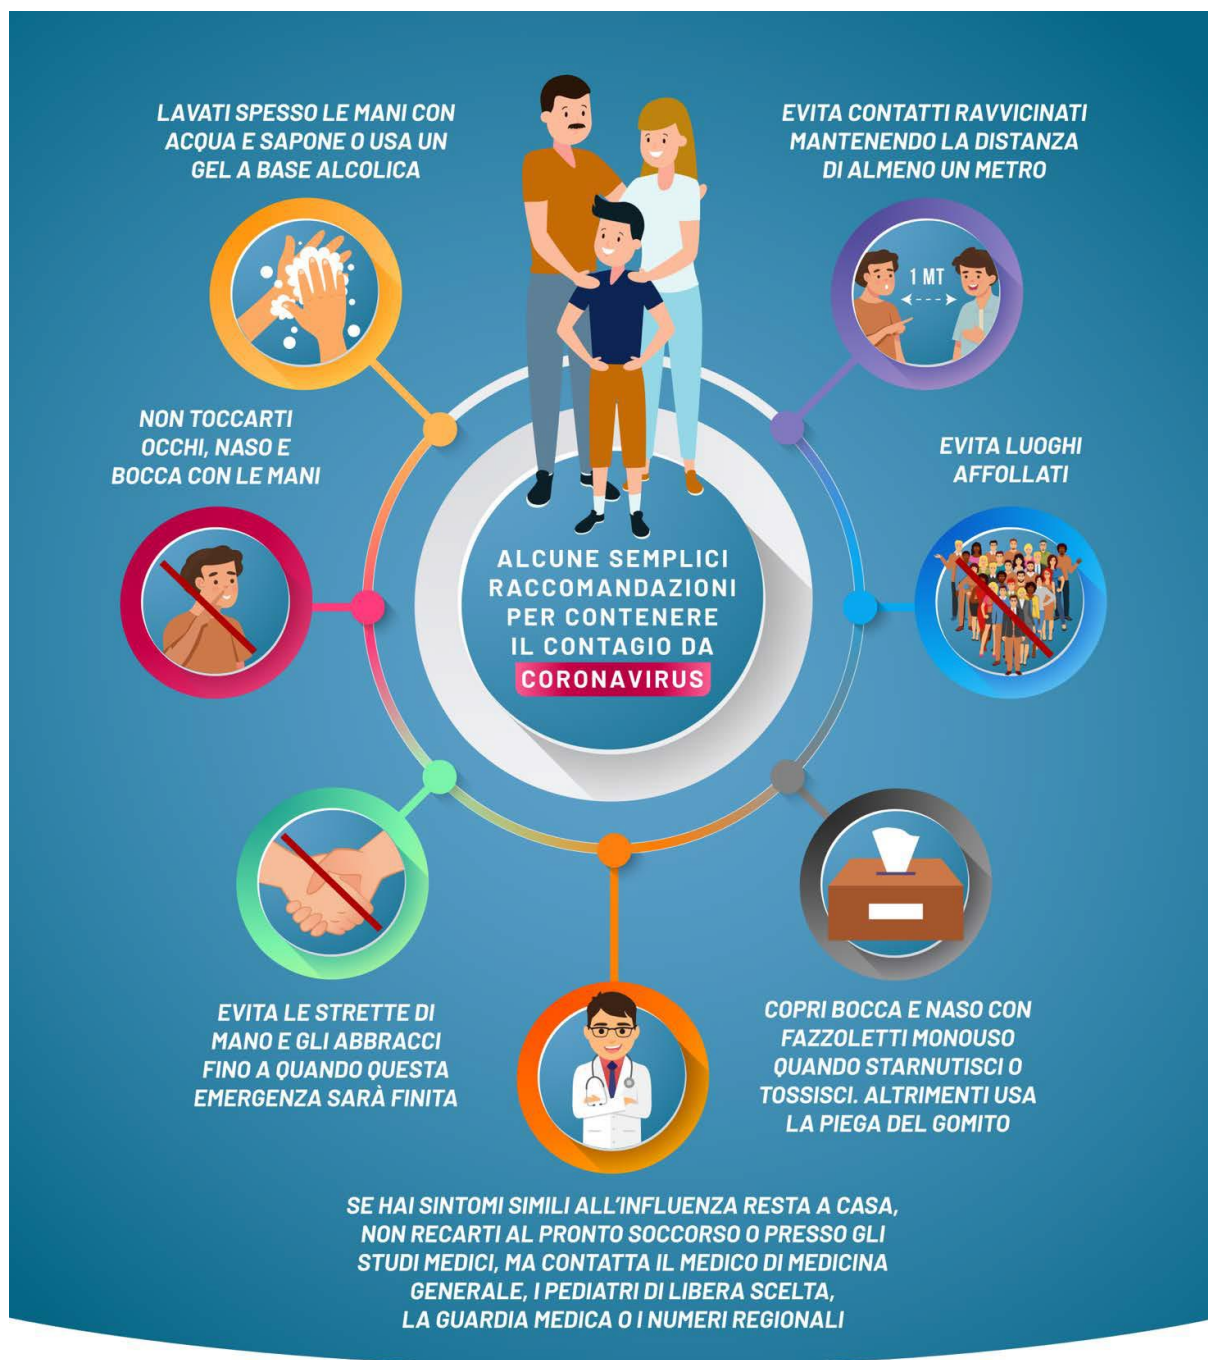 LAVATI SPESSO LE MANI CON
ACQUA E SAPONE O USA UN
GEL A BASE ALCOLICA
EVITA CONTATTI RAVVICINATI
MANTENENDO LA DISTANZA
DI ALMENO UN METRO
1 MT
NON TOCCARTI
OCCHI, NASO E
BOCCA CON LE MANI
EVITA LUOGHI
AFFOLLATI
ALCUNE SEMPLICI
RACCOMANDAZIONI
PER CONTENERE
IL CONTAGIO DA
CORONAVIRUS
EVITA LE STRETTE DI
MANO E GLI ABBRACCI
FINO A QUANDO QUESTA
EMERGENZA SARÀ FINITA
COPRI BOCCA E NASO CON
FAZZOLETTI MONOUSO
QUANDO STARNUTISCI O
TOSSISCI. ALTRIMENTI USA
LA PIEGA DEL GOMITO
SE HAI SINTOMI SIMILI ALL'INFLUENZA RESTA A CASA,
NON RECARTI AL PRONTO SOCCORSO O PRESSO GLI
STUDI MEDICI, MA CONTATTA IL MEDICO DI MEDICINA
GENERALE, I PEDIATRI DI LIBERA SCELTA,
LA GUARDIA MEDICA O I NUMERI REGIONALI